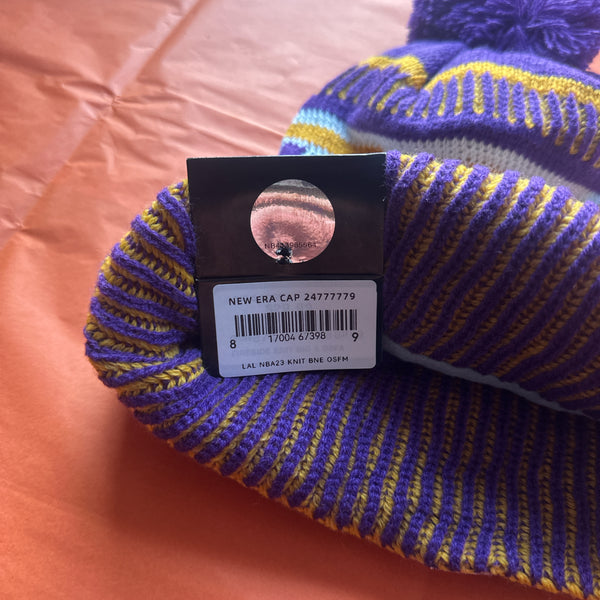 NEW ERA CAP 24777779
8 17004 67398 9
LAL NBA23 KNIT BNE OSFM